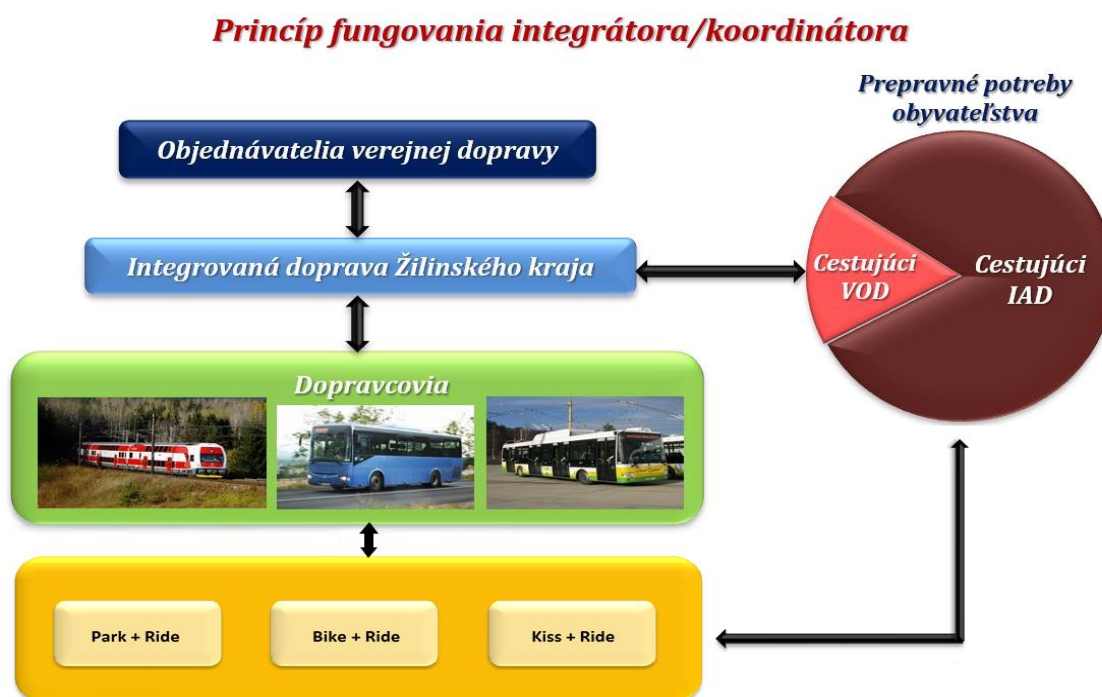 Princíp fungovania integrátora/koordinátora
Prepravné potreby
obyvateľstva
Objednávatelia verejnej dopravy
Integrovaná doprava Žilinského kraja
Cestujúci
VOD
Cestujúci
IAD
Dopravcovia
Park + Ride
Bike + Ride
Kiss + Ride